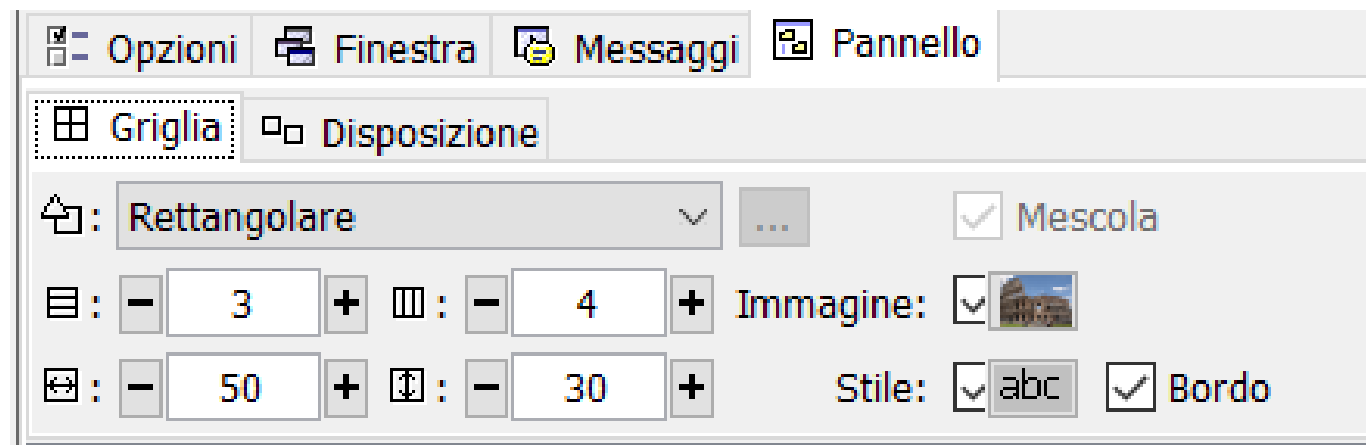 Opzioni Finestra Messaggi Pannello
Griglia Disposizione
: Rettangolare ... Mescola
: − 3 + : − 4 + Immagine:
: − 50 + : − 30 + Stile: abc Bordo